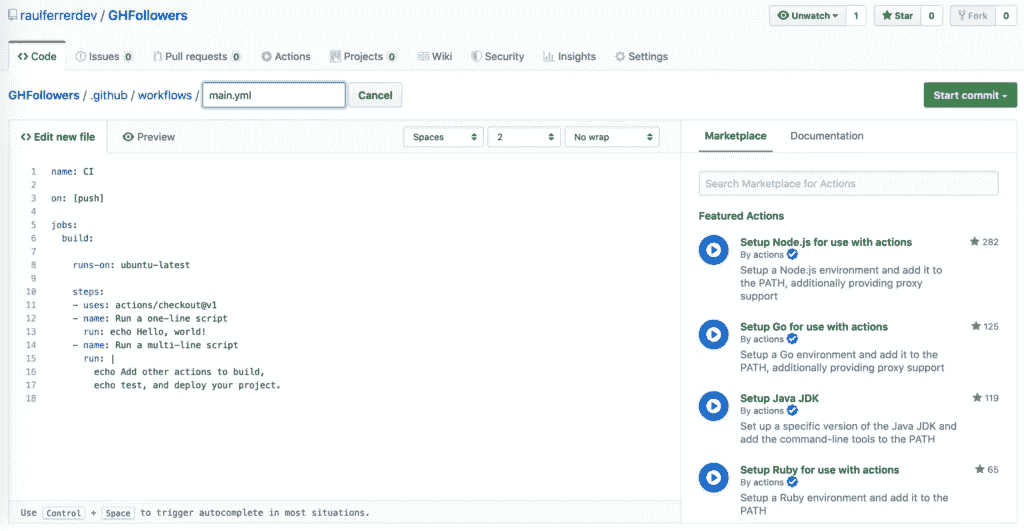 raulferrerdev / GHFollowers
Unwatch 1 Star 0 Fork 0
Code Issues 0 Pull requests 0 Actions Projects 0 Wiki Security Insights Settings
GHFollowers / .github / workflows / main.yml Cancel
Start commit
<> Edit new file Preview Spaces 2 No wrap
1 name: CI
2
3 on: [push]
4
5 jobs:
6 build:
7
8 runs-on: ubuntu-latest
9
10 steps:
11 - uses: actions/checkout@v1
12 - name: Run a one-line script
13 run: echo Hello, world!
14 - name: Run a multi-line script
15 run: |
16 echo Add other actions to build,
17 echo test, and deploy your project.
18
Use Control + Space to trigger autocomplete in most situations.
Marketplace Documentation
Search Marketplace for Actions
Featured Actions
Setup Node.js for use with actions 282
By actions
Setup a Node.js environment and add it to
the PATH, additionally providing proxy
support
Setup Go for use with actions 125
By actions
Setup a Go environment and add it to the
PATH, additionally providing proxy support
Setup Java JDK 119
By actions
Set up a specific version of the Java JDK and
add the command-line tools to the PATH
Setup Ruby for use with actions 65
By actions
Setup a Ruby environment and add it to the
PATH